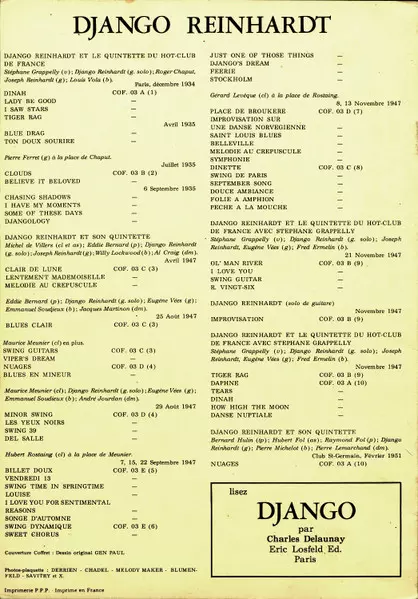 DJANGO REINHARDT
DJANGO REINHARDT ET LE QUINTETTE DU HOT-CLUB
DE FRANCE
Stéphane Grappelly (v); Django Reinhardt (g. solo); Roger Chaput,
Joseph Reinhardt (g); Louis Vola (b).
Paris, décembre 1934
DINAH COF. 03 A (1)
LADY BE GOOD —
I SAW STARS —
TIGER RAG —
Avril 1935
BLUE DRAG —
TON DOUX SOURIRE —
Pierre Ferret (g) à la place de Chaput.
Juillet 1935
CLOUDS COF. 03 B (2)
BELIEVE IT BELOVED —
6 Septembre 1935
CHASING SHADOWS —
I HAVE MY MOMENTS —
SOME OF THESE DAYS —
DJANGOLOGY —
DJANGO REINHARDT ET SON QUINTETTE
Michel de Villers (cl et ax); Eddie Bernard (p); Django Reinhardt
(g. solo); Joseph Reinhardt (g); Willy Lockwood (b); Al Craig (dm).
Avril 1947
CLAIR DE LUNE COF. 03 C (3)
LENTEMENT MADEMOISELLE —
MELODIE AU CREPUSCULE —
Eddie Bernard (p); Django Reinhardt (g. solo); Eugène Vées (g);
Emmanuel Soudieux (b); Jacques Martinon (dm).
25 Août 1947
BLUES CLAIR COF. 03 C (3)
Maurice Meunier (cl) en plus.
SWING GUITARS COF. 03 C (3)
VIPER'S DREAM —
NUAGES COF. 03 D (4)
BLUES EN MINEUR —
Maurice Meunier (cl); Django Reinhardt (g. solo); Eugène Vées (g);
Emmanuel Soudieux (b); André Jourdan (dm).
29 Août 1947
MINOR SWING COF. 03 D (4)
LES YEUX NOIRS —
SWING 39 —
DEL SALLE —
Hubert Rostaing (cl) à la place de Meunier.
7, 15, 22 Septembre 1947
BILLET DOUX COF. 03 E (5)
VENDREDI 13 —
SWING TIME IN SPRINGTIME —
LOUISE —
I LOVE YOU FOR SENTIMENTAL
REASONS —
SONGE D'AUTOMNE —
SWING DYNAMIQUE COF. 03 E (6)
SWEET CHORUS —
Couverture Coffret : Dessin original GEN PAUL
Photos-plaquette : DERRIEN - CHADEL - MELODY MAKER - BLUMEN-
FELD - SAVITRY et X.
Imprimerie P.P.P. - Imprimé en France
JUST ONE OF THOSE THINGS —
DJANGO'S DREAM —
FEERIE —
STOCKHOLM —
Gérard Levêque (cl) à la place de Rostaing.
8, 13 Novembre 1947
PLACE DE BROUKERE COF. 03 D (7)
IMPROVISATION SUR
UNE DANSE NORVEGIENNE —
SAINT LOUIS BLUES —
BELLEVILLE —
MELODIE AU CREPUSCULE —
SYMPHONIE —
DINETTE COF. 03 C (8)
SWING DE PARIS —
SEPTEMBER SONG —
DOUCE AMBIANCE —
FOLIE A AMPHION —
PECHE A LA MOUCHE —
DJANGO REINHARDT ET LE QUINTETTE DU HOT-CLUB
DE FRANCE AVEC STEPHANE GRAPPELLY
Stéphane Grappelly (v); Django Reinhardt (g. solo); Joseph
Reinhardt, Eugène Vées (g); Fred Ermelin (b).
21 Novembre 1947
OL' MAN RIVER COF. 03 B (9)
I LOVE YOU —
SWING GUITAR —
R. VINGT-SIX —
DJANGO REINHARDT (solo de guitare)
Novembre 1947
IMPROVISATION COF. 03 B (9)
DJANGO REINHARDT ET LE QUINTETTE DU HOT-CLUB
DE FRANCE AVEC STEPHANE GRAPPELLY
Stéphane Grappelly (v); Django Reinhardt (g. solo); Joseph
Reinhardt, Eugène Vées (g); Fred Ermelin (b).
Novembre 1947
TIGER RAG COF. 03 B (9)
DAPHNE COF. 03 A (10)
TEARS —
DINAH —
HOW HIGH THE MOON —
DANSE NUPTIALE —
DJANGO REINHARDT ET SON QUINTETTE
Bernard Hulin (tp); Hubert Fol (as); Raymond Fol (p); Django
Reinhardt (g); Pierre Michelot (b); Pierre Lemarchand (dm).
Club St-Germain, Février 1951
NUAGES COF. 03 A (10)
lisez
DJANGO
par
Charles Delaunay
Eric Losfeld Ed.
Paris